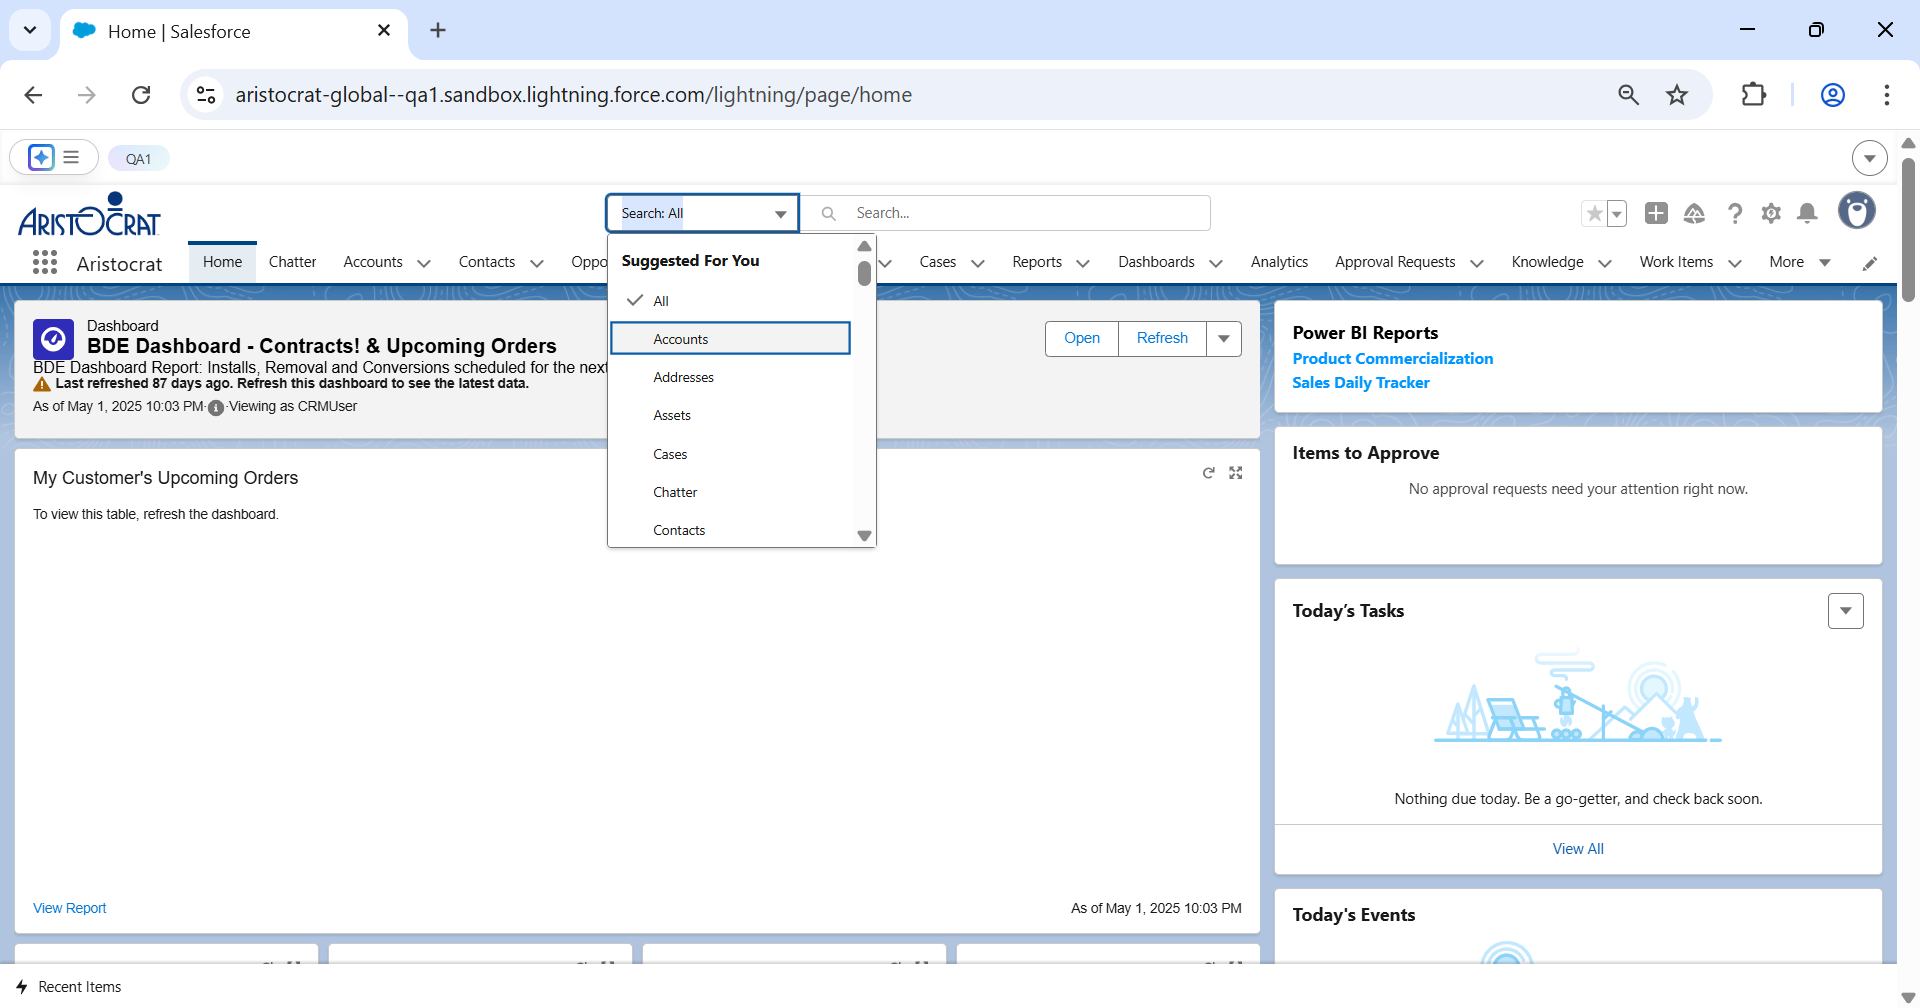 Home | Salesforce
aristocrat-global--qa1.sandbox.lightning.force.com/lightning/page/home
QA1
ARISTOCRAT
Search: All
Search...
Aristocrat
Home
Chatter
Accounts
Contacts
Oppo
Cases
Reports
Dashboards
Analytics
Approval Requests
Knowledge
Work Items
More
Suggested For You
All
Accounts
Addresses
Assets
Cases
Chatter
Contacts
Dashboard
BDE Dashboard - Contracts! & Upcoming Orders
BDE Dashboard Report: Installs, Removal and Conversions scheduled for the next
Last refreshed 87 days ago. Refresh this dashboard to see the latest data.
As of May 1, 2025 10:03 PM·Viewing as CRMUser
Open
Refresh
My Customer's Upcoming Orders
To view this table, refresh the dashboard.
View Report
As of May 1, 2025 10:03 PM
Power BI Reports
Product Commercialization
Sales Daily Tracker
Items to Approve
No approval requests need your attention right now.
Today's Tasks
Nothing due today. Be a go-getter, and check back soon.
View All
Today's Events
Recent Items